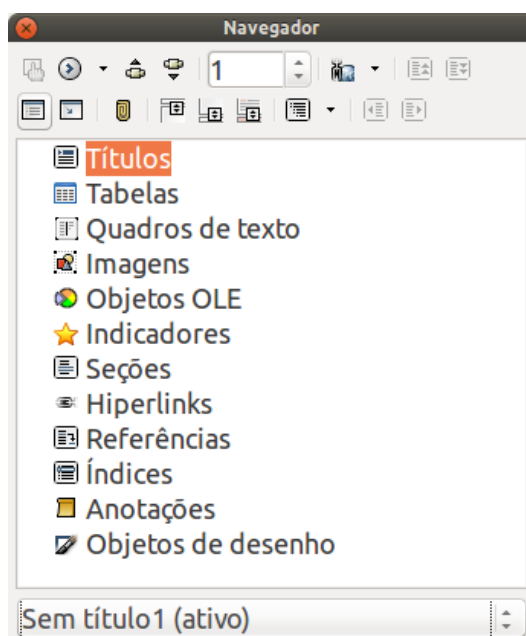 Navegador
1
Títulos
Tabelas
Quadros de texto
Imagens
Objetos OLE
Indicadores
Seções
Hiperlinks
Referências
Índices
Anotações
Objetos de desenho
Sem título1 (ativo)